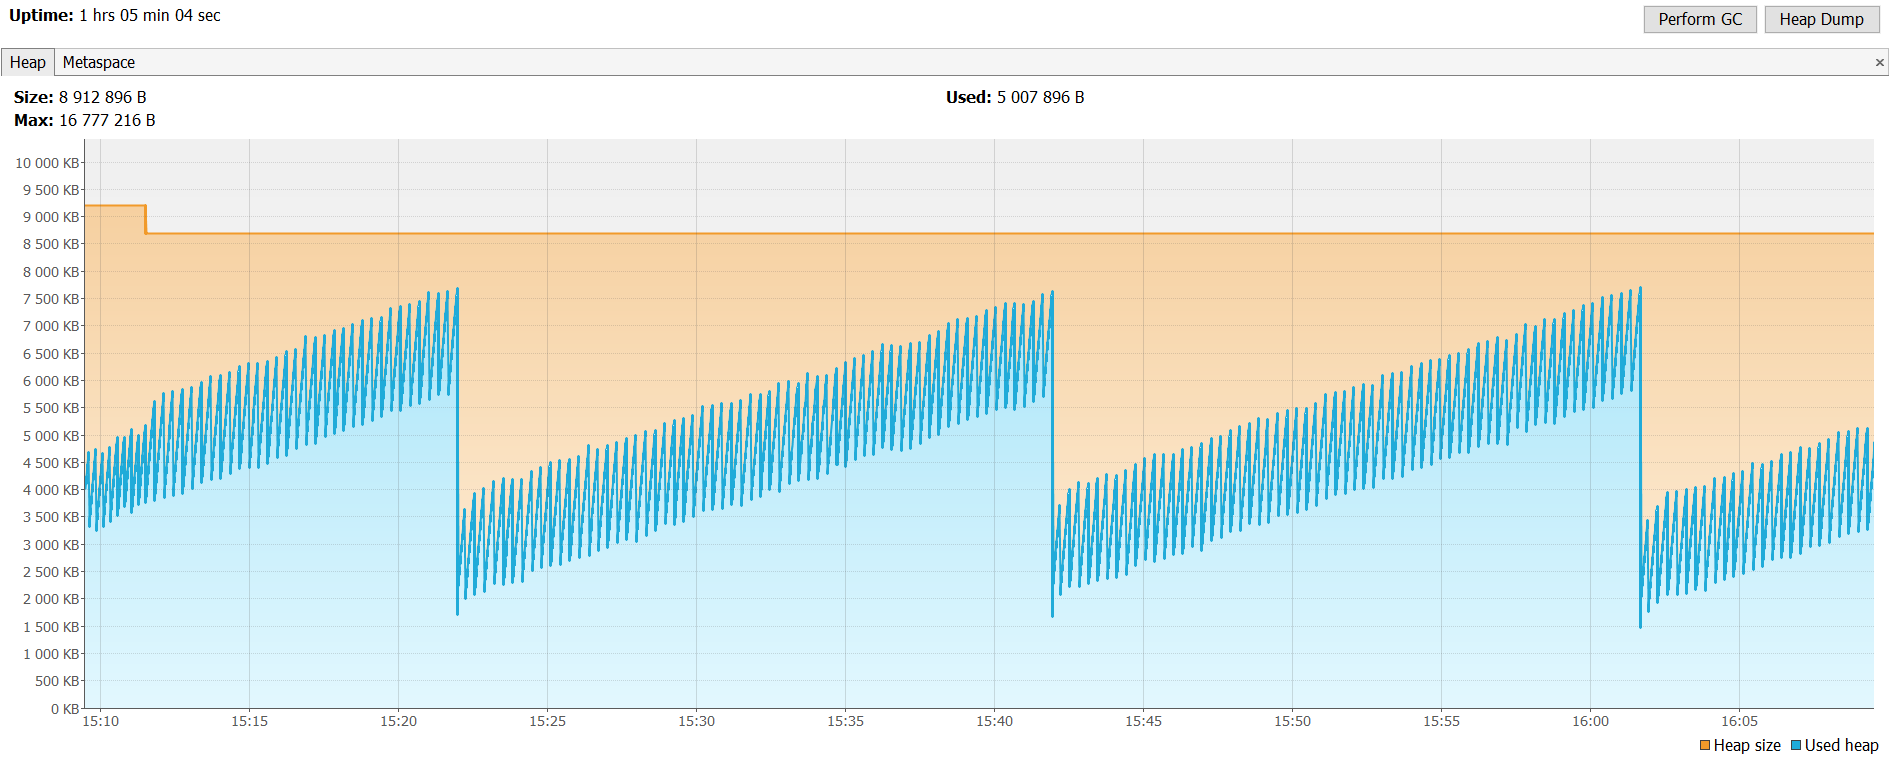 Uptime: 1 hrs 05 min 04 sec
Perform GC
Heap Dump
Heap
Metaspace
×
Size: 8 912 896 B
Used: 5 007 896 B
Max: 16 777 216 B
10 000 KB
9 500 KB
9 000 KB
8 500 KB
8 000 KB
7 500 KB
7 000 KB
6 500 KB
6 000 KB
5 500 KB
5 000 KB
4 500 KB
4 000 KB
3 500 KB
3 000 KB
2 500 KB
2 000 KB
1 500 KB
1 000 KB
500 KB
0 KB
15:10 15:15 15:20 15:25 15:30 15:35 15:40 15:45 15:50 15:55 16:00 16:05
Heap size Used heap